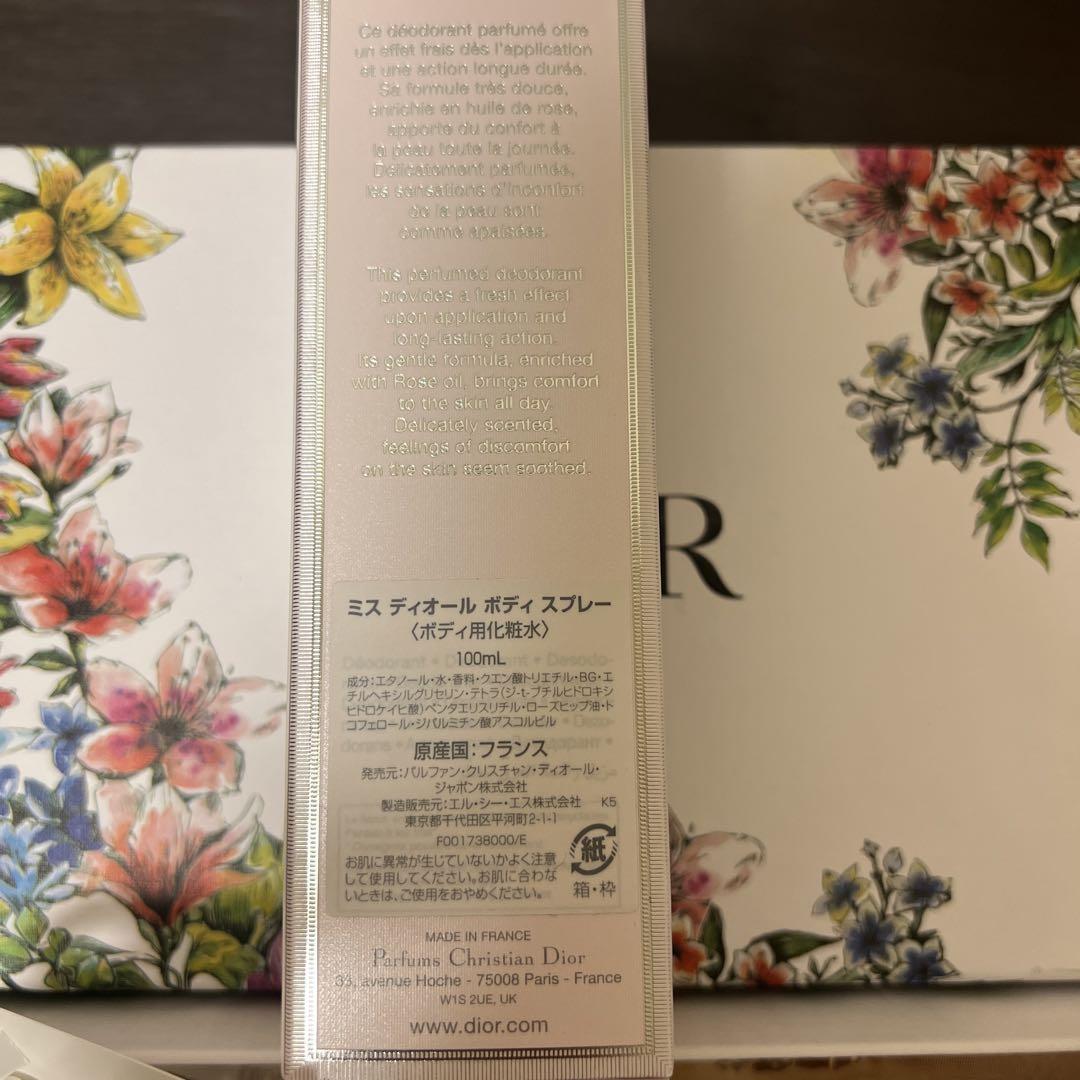 Ce déodorant parfumé offre
un effet frais dès l'application
et une action longue durée.
Sa formule très douce,
enrichie en huile de rose,
apporte du confort à
la peau toute la journée.
Délicatement parfumée,
les sensations d'inconfort
de la peau sont
comme apaisées.
This perfumed deodorant
provides a fresh effect
upon application and
long-lasting action.
Its gentle formula, enriched
with Rose oil, brings comfort
to the skin all day.
Delicately scented,
feelings of discomfort
on the skin seem soothed.
R
ミス ディオール ボディ スプレー
〈ボディ用化粧水〉
100mL
成分:エタノール・水・香料・クエン酸トリエチル・BG・エ
チルヘキシルグリセリン・テトラ(ジ-t-ブチルヒドロキシ
ヒドロケイヒ酸)ペンタエリスリチル・ローズヒップ油・ト
コフェロール・ジパルミチン酸アスコルビル
原産国:フランス
発売元:パルファン・クリスチャン・ディオール・
ジャポン株式会社
製造販売元:エル・シー・エス株式会社 K5
東京都千代田区平河町2-1-1
F001738000/E
お肌に異常が生じていないかよく注意
して使用してください。お肌に合わな
いときは、ご使用をおやめください。
紙
箱・枠
MADE IN FRANCE
Parfums Christian Dior
33, avenue Hoche - 75008 Paris - France
W1S 2UE, UK
www.dior.com